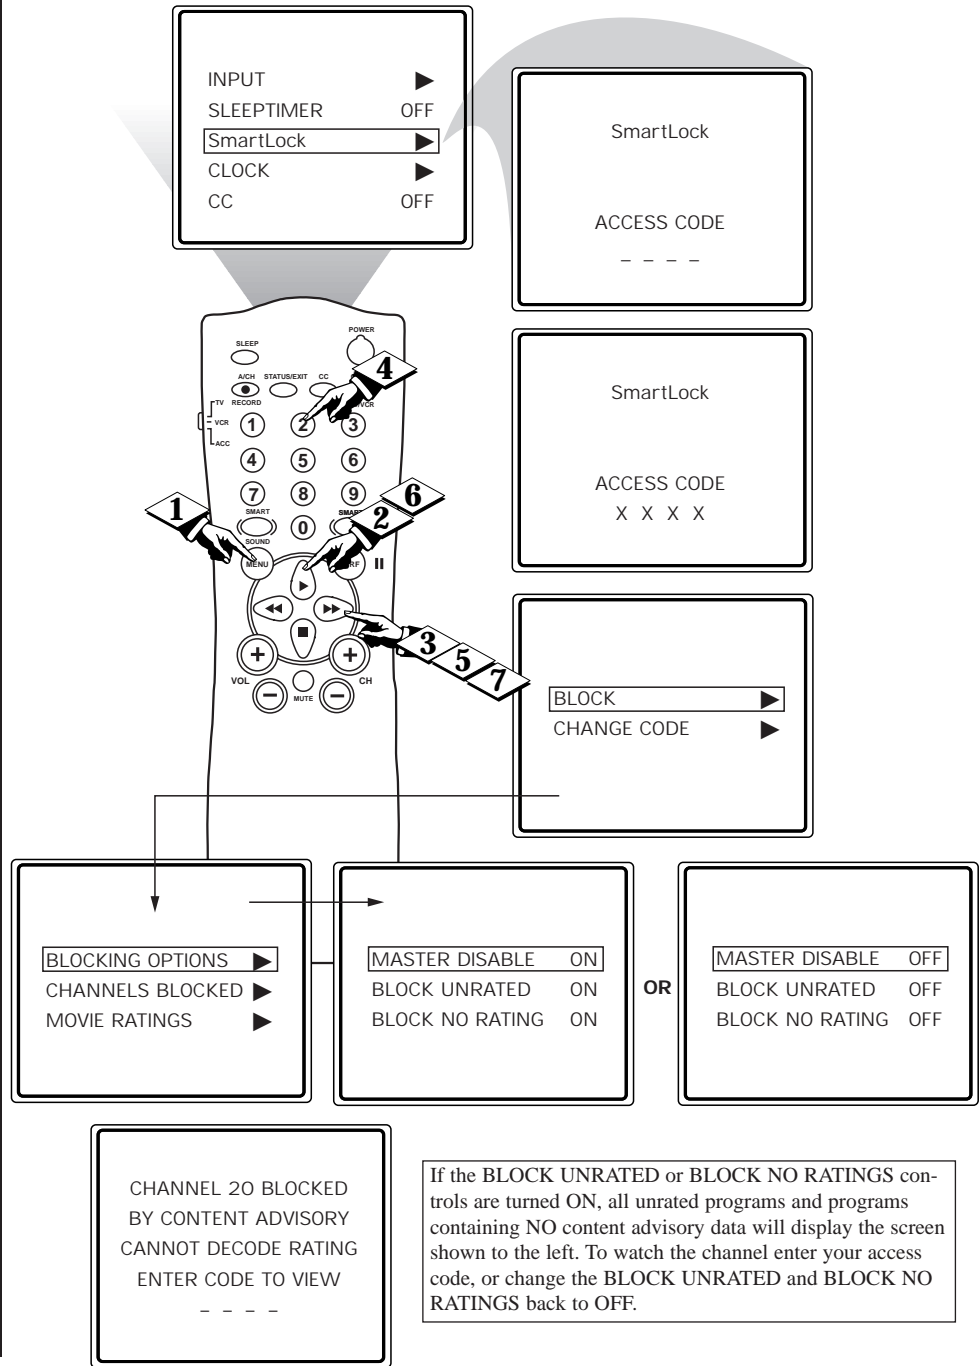 INPUT ▶
SLEEPTIMER OFF
SmartLock ▶
CLOCK ▶
CC OFF
SmartLock
ACCESS CODE
_ _ _ _
SmartLock
ACCESS CODE
X X X X
BLOCK ▶
CHANGE CODE ▶
POWER
SLEEP
A/CH STATUS/EXIT CC
RECORD
TV
VCR
ACC
1 2 3
4 5 6
7 8 9
SMART 0
SOUND
MENU
VOL MUTE CH
1
2
3
4
5
6
7
BLOCKING OPTIONS ▶
CHANNELS BLOCKED ▶
MOVIE RATINGS ▶
MASTER DISABLE ON
BLOCK UNRATED ON
BLOCK NO RATING ON
OR
MASTER DISABLE OFF
BLOCK UNRATED OFF
BLOCK NO RATING OFF
CHANNEL 20 BLOCKED
BY CONTENT ADVISORY
CANNOT DECODE RATING
ENTER CODE TO VIEW
_ _ _ _
If the BLOCK UNRATED or BLOCK NO RATINGS con-
trols are turned ON, all unrated programs and programs
containing NO content advisory data will display the screen
shown to the left. To watch the channel enter your access
code, or change the BLOCK UNRATED and BLOCK NO
RATINGS back to OFF.